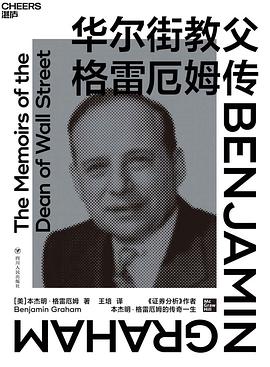 CHEERS
湛庐
华尔街教父
格雷厄姆传
The Memoirs of the
Dean of Wall Street
BENJAMIN
GRAHAM
四川人民出版社
[美]本杰明·格雷厄姆 著 王培 译
Benjamin Graham
《证券分析》作者
本杰明·格雷厄姆的传奇一生
Mc
Graw
Hill